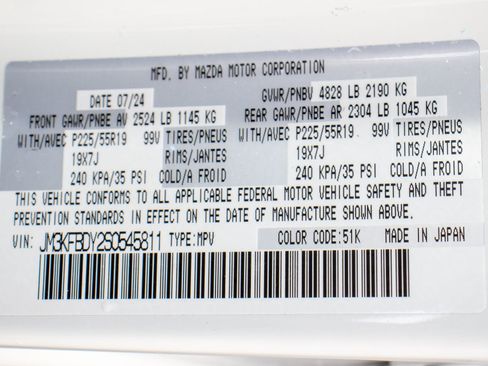 MFD. BY MAZDA MOTOR CORPORATION
DATE 07/24 GVWR/PNBV 4828 LB 2190 KG
FRONT GAWR/PNBE AV 2524 LB 1145 KG REAR GAWR/PNBE AR 2304 LB 1045 KG
WITH/AVEC P225/55R19 99V TIRES/PNEUS WITH/AVEC P225/55R19 99V TIRES/PNEUS
19X7J RIMS/JANTES 19X7J RIMS/JANTES
240 KPA/35 PSI COLD/A FROID 240 KPA/35 PSI COLD/A FROID
THIS VEHICLE CONFORMS TO ALL APPLICABLE FEDERAL MOTOR VEHICLE SAFETY AND THEFT
PREVENTION STANDARDS IN EFFECT ON THE DATE OF MANUFACTURE SHOWN ABOVE.
VIN: JM3KFBDY2S0545811 TYPE:MPV COLOR CODE:51K MADE IN JAPAN